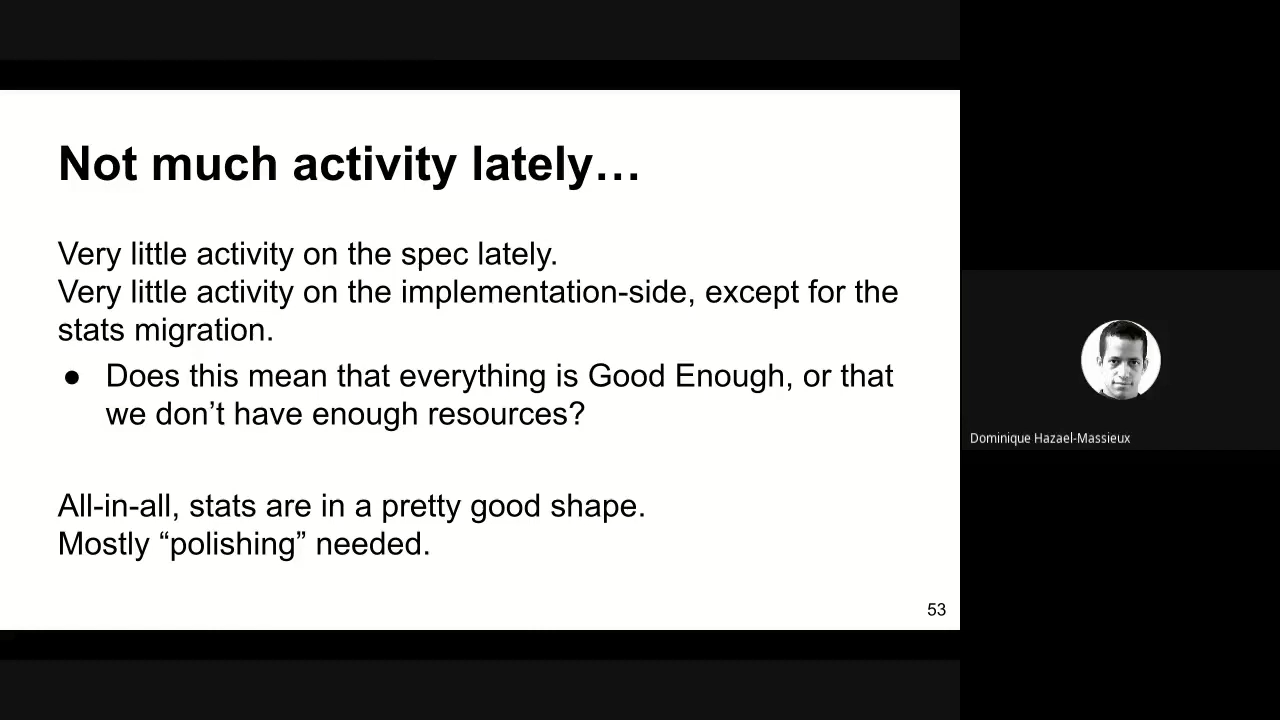 Not much activity lately…
Very little activity on the spec lately.
Very little activity on the implementation-side, except for the
stats migration.
● Does this mean that everything is Good Enough, or that
we don’t have enough resources?
All-in-all, stats are in a pretty good shape.
Mostly “polishing” needed.
53
Dominique Hazael-Massieux